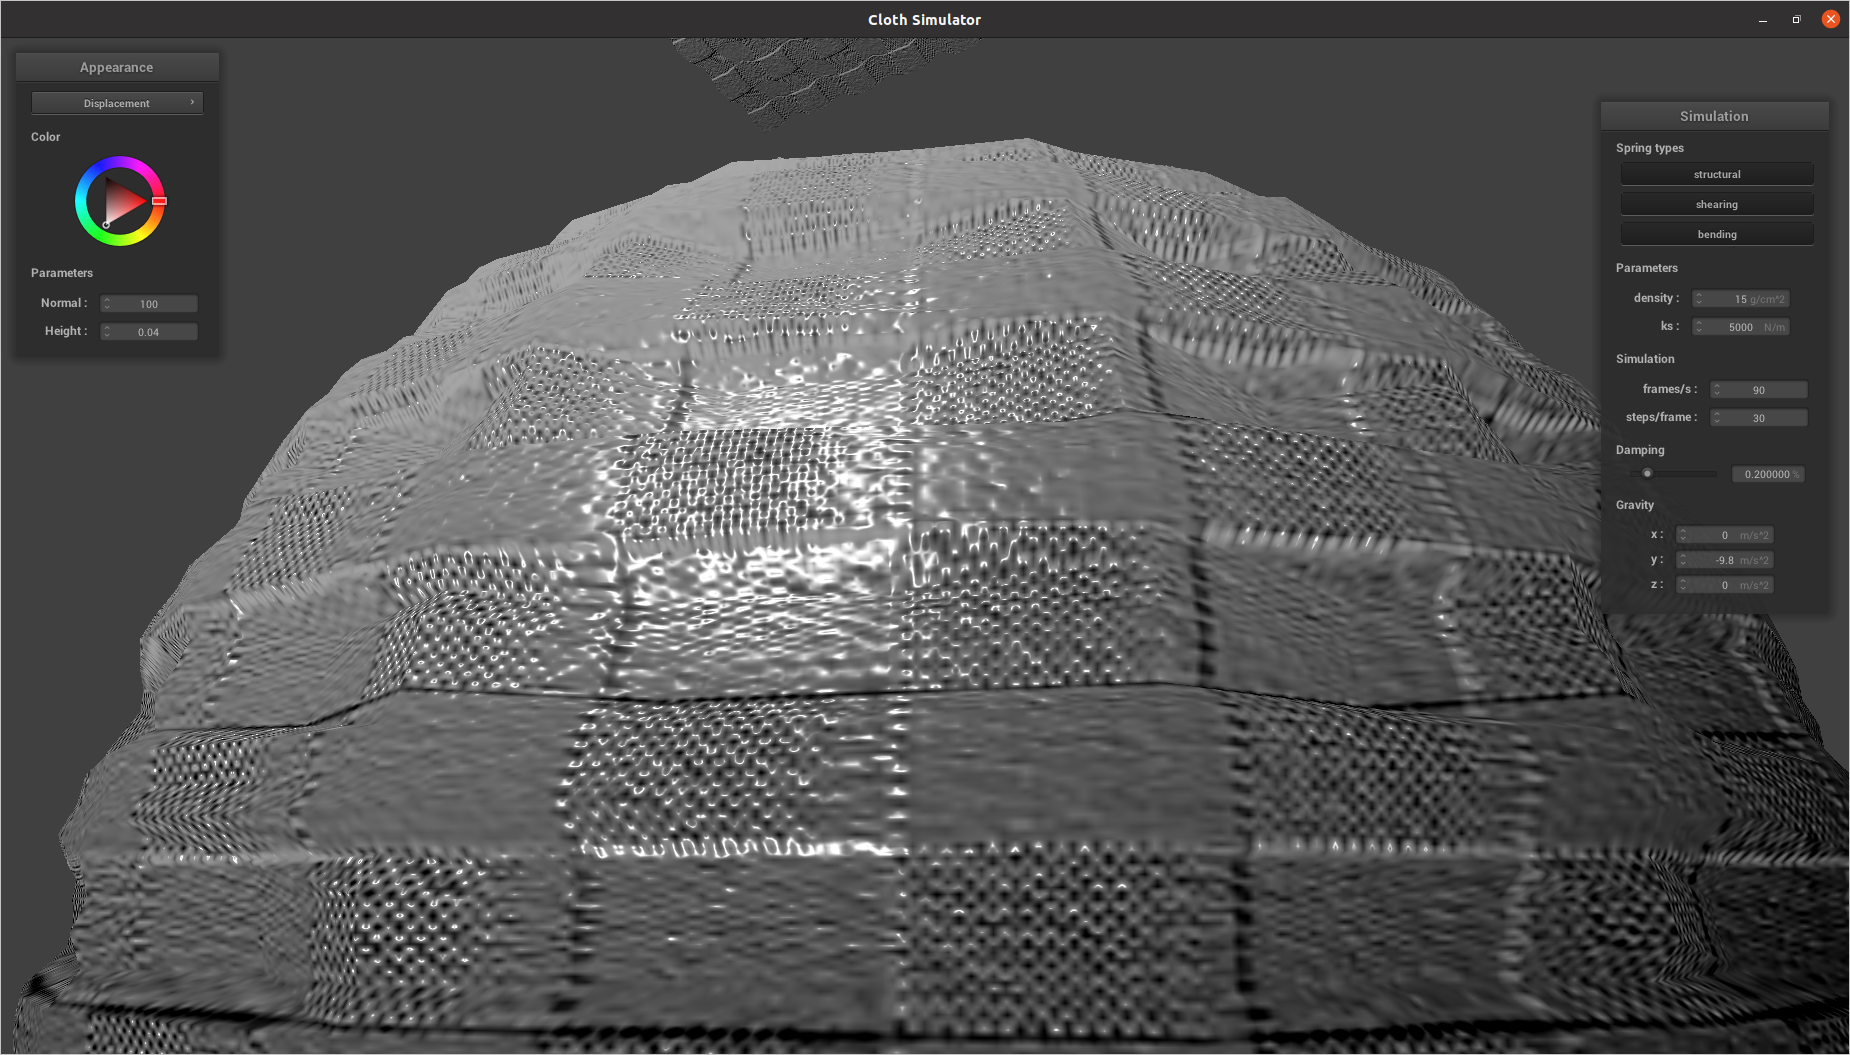 Cloth Simulator
Appearance
Displacement
Color
Parameters
Normal : 100
Height : 0.04
Simulation
Spring types
structural
shearing
bending
Parameters
density : 15 g/cm^2
ks : 5000 N/m
Simulation
frames/s : 90
steps/frame : 30
Damping
0.200000 %
Gravity
x : 0 m/s^2
y : -9.8 m/s^2
z : 0 m/s^2